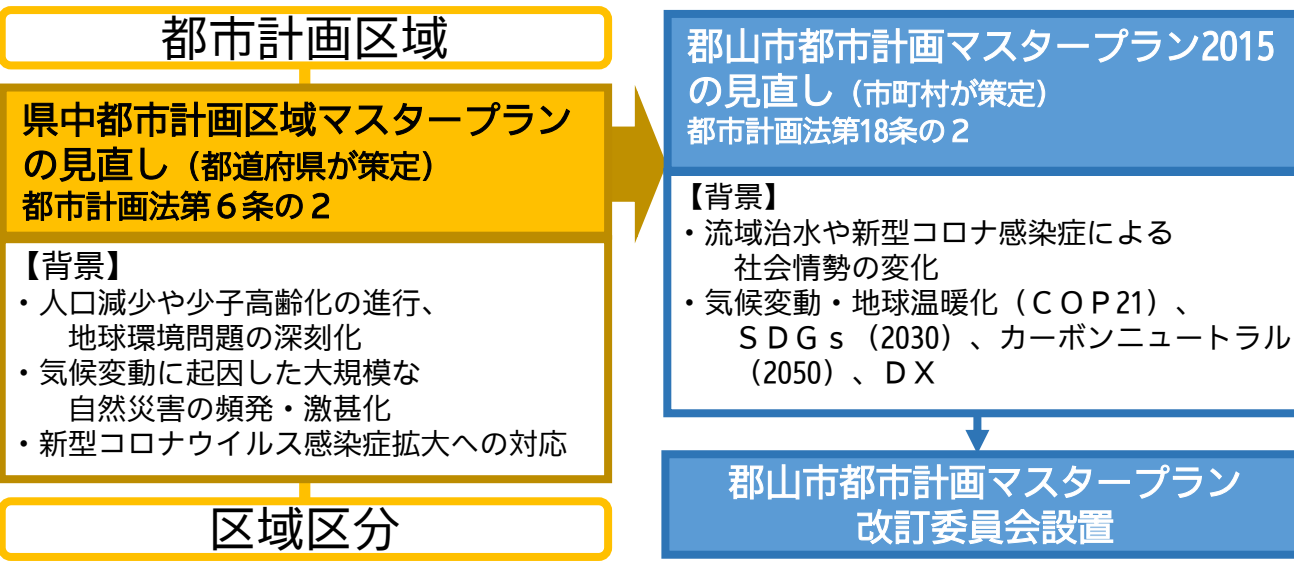 都市計画区域
県中都市計画区域マスタープラン
の見直し（都道府県が策定）
都市計画法第６条の２
【背景】
・人口減少や少子高齢化の進行、
地球環境問題の深刻化
・気候変動に起因した大規模な
自然災害の頻発・激甚化
・新型コロナウイルス感染症拡大への対応
区域区分
郡山市都市計画マスタープラン2015
の見直し（市町村が策定）
都市計画法第18条の２
【背景】
・流域治水や新型コロナ感染症による
社会情勢の変化
・気候変動・地球温暖化（ＣＯＰ21）、
ＳＤＧｓ（2030）、カーボンニュートラル
（2050）、ＤＸ
郡山市都市計画マスタープラン
改訂委員会設置